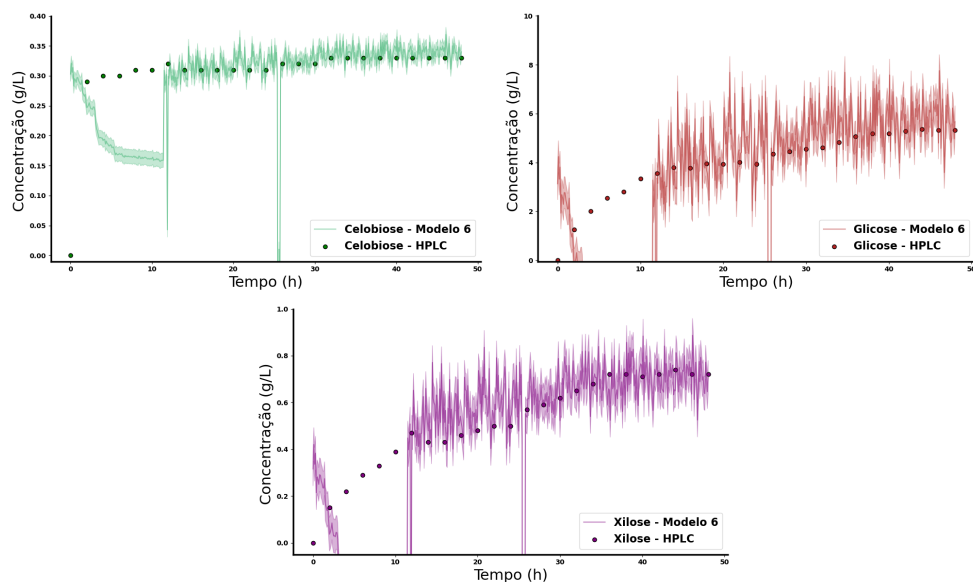 0.40
0.35
0.30
0.25
0.20
0.15
0.10
0.05
0.00
Concentração (g/L)
Celobiose - Modelo 6
Celobiose - HPLC
0 10 20 30 40 50
Tempo (h)
10
8
6
4
2
0
Concentração (g/L)
Glicose - Modelo 6
Glicose - HPLC
0 10 20 30 40 50
Tempo (h)
1.0
0.8
0.6
0.4
0.2
0.0
Concentração (g/L)
Xilose - Modelo 6
Xilose - HPLC
0 10 20 30 40 50
Tempo (h)